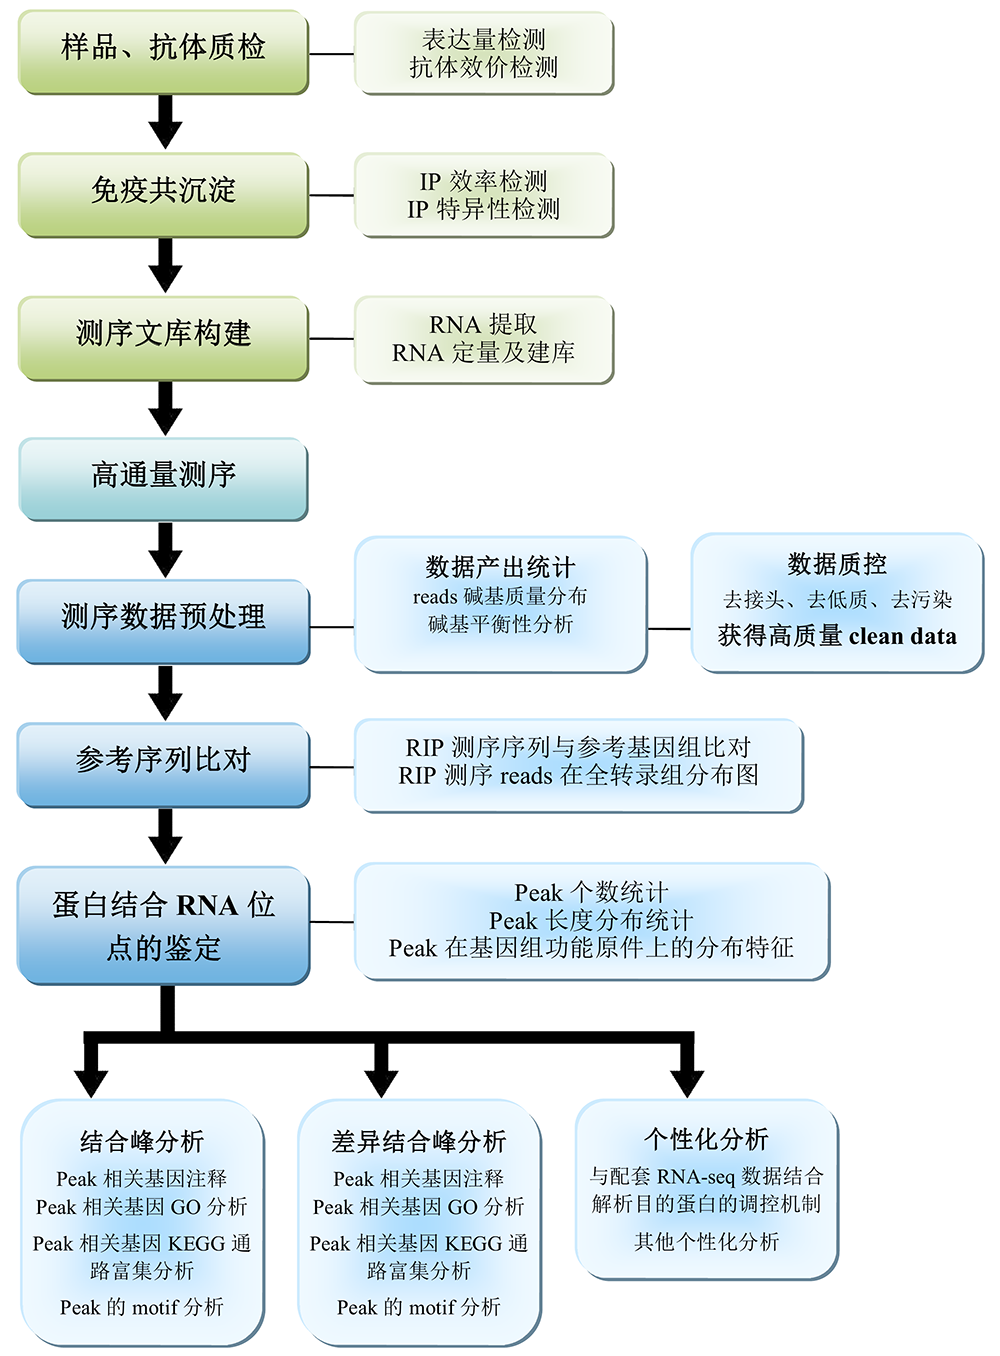 样品、抗体质检
表达量检测
抗体效价检测
免疫共沉淀
IP 效率检测
IP 特异性检测
测序文库构建
RNA 提取
RNA 定量及建库
高通量测序
测序数据预处理
数据产出统计
reads 碱基质量分布
碱基平衡性分析
数据质控
去接头、去低质、去污染
获得高质量 clean data
参考序列比对
RIP 测序序列与参考基因组比对
RIP 测序 reads 在全转录组分布图
蛋白结合 RNA 位
点的鉴定
Peak 个数统计
Peak 长度分布统计
Peak 在基因组功能原件上的分布特征
结合峰分析
Peak 相关基因注释
Peak 相关基因 GO 分析
Peak 相关基因 KEGG 通
路富集分析
Peak 的 motif 分析
差异结合峰分析
Peak 相关基因注释
Peak 相关基因 GO 分析
Peak 相关基因 KEGG 通
路富集分析
Peak 的 motif 分析
个性化分析
与配套 RNA-seq 数据结合
解析目的蛋白的调控机制
其他个性化分析